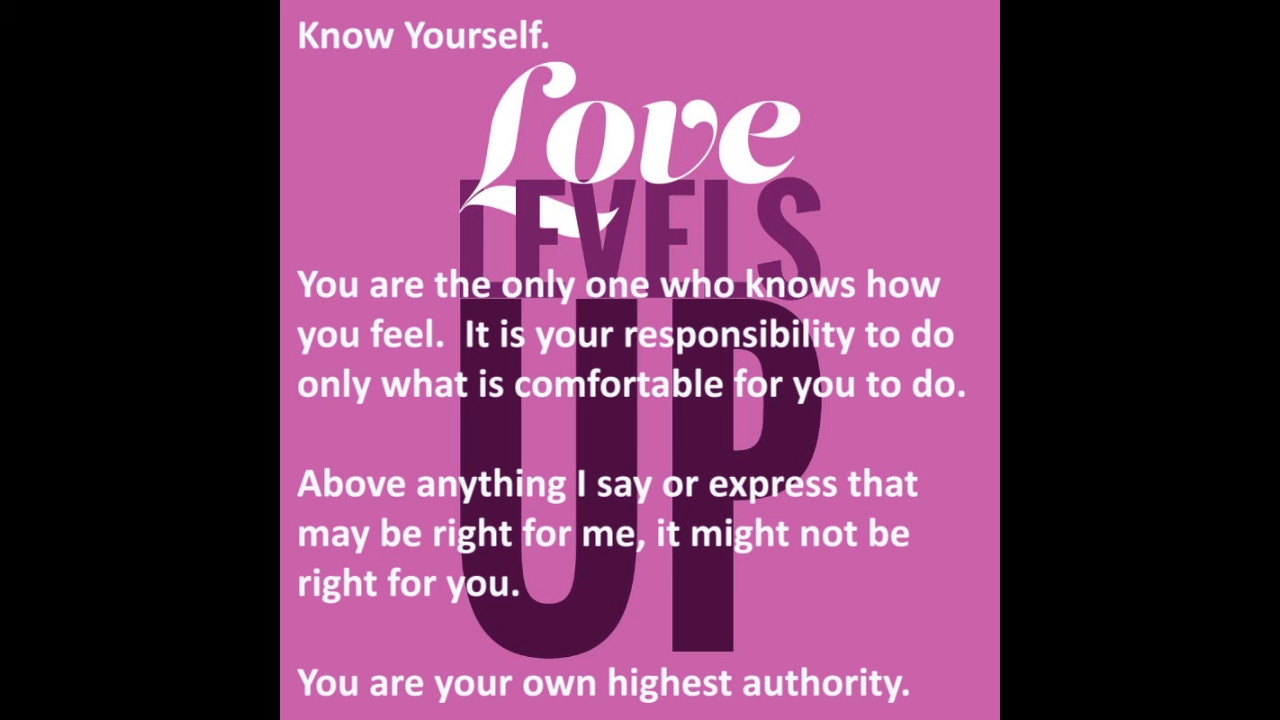 Know Yourself.
Love
LEVELS
UP
You are the only one who knows how
you feel.  It is your responsibility to do
only what is comfortable for you to do.
Above anything I say or express that
may be right for me, it might not be
right for you.
You are your own highest authority.